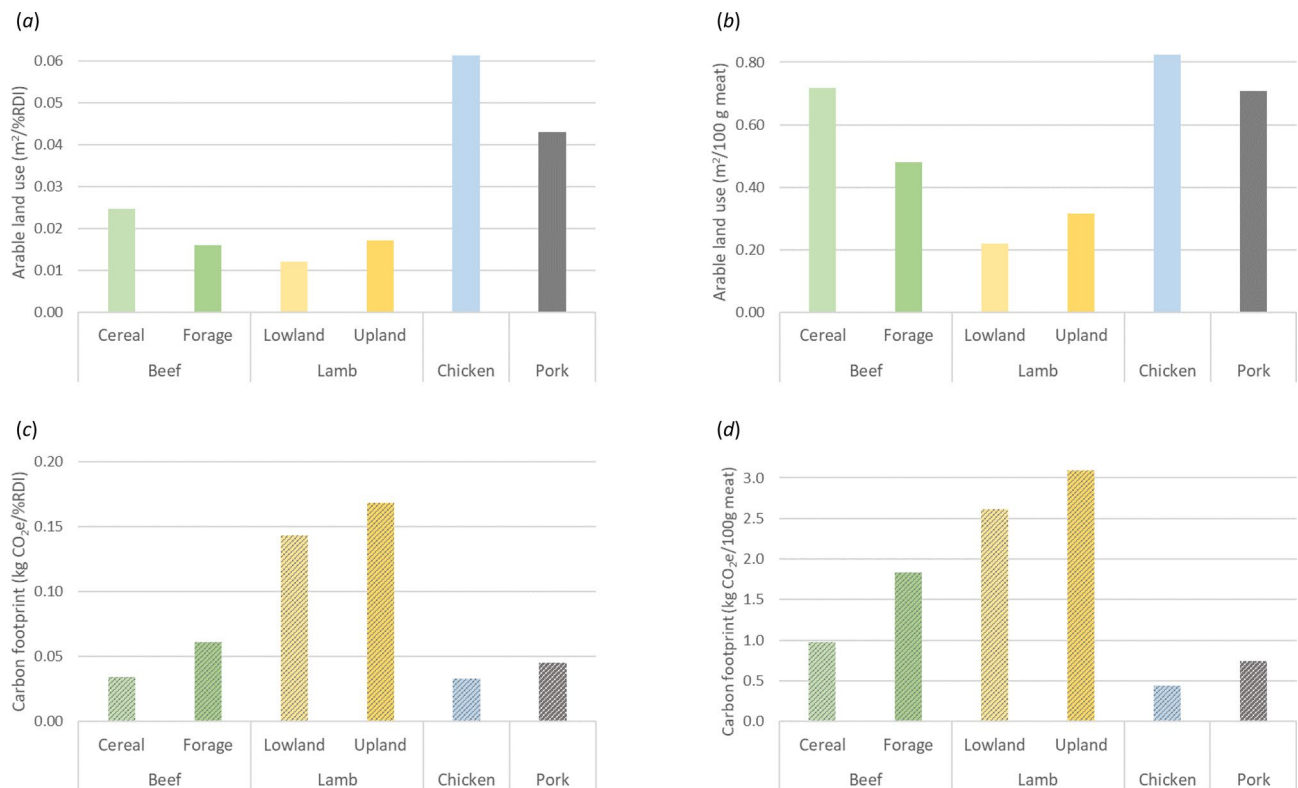 (a)
Arable land use (m²/%RDI)
0.06
0.05
0.04
0.03
0.02
0.01
0.00
Cereal Forage Lowland Upland
Beef Lamb Chicken Pork
(b)
Arable land use (m²/100 g meat)
0.80
0.60
0.40
0.20
0.00
Cereal Forage Lowland Upland
Beef Lamb Chicken Pork
(c)
Carbon footprint (kg CO₂e/%RDI)
0.20
0.15
0.10
0.05
0.00
Cereal Forage Lowland Upland
Beef Lamb Chicken Pork
(d)
Carbon footprint (kg CO₂e/100g meat)
3.0
2.5
2.0
1.5
1.0
0.5
0.0
Cereal Forage Lowland Upland
Beef Lamb Chicken Pork